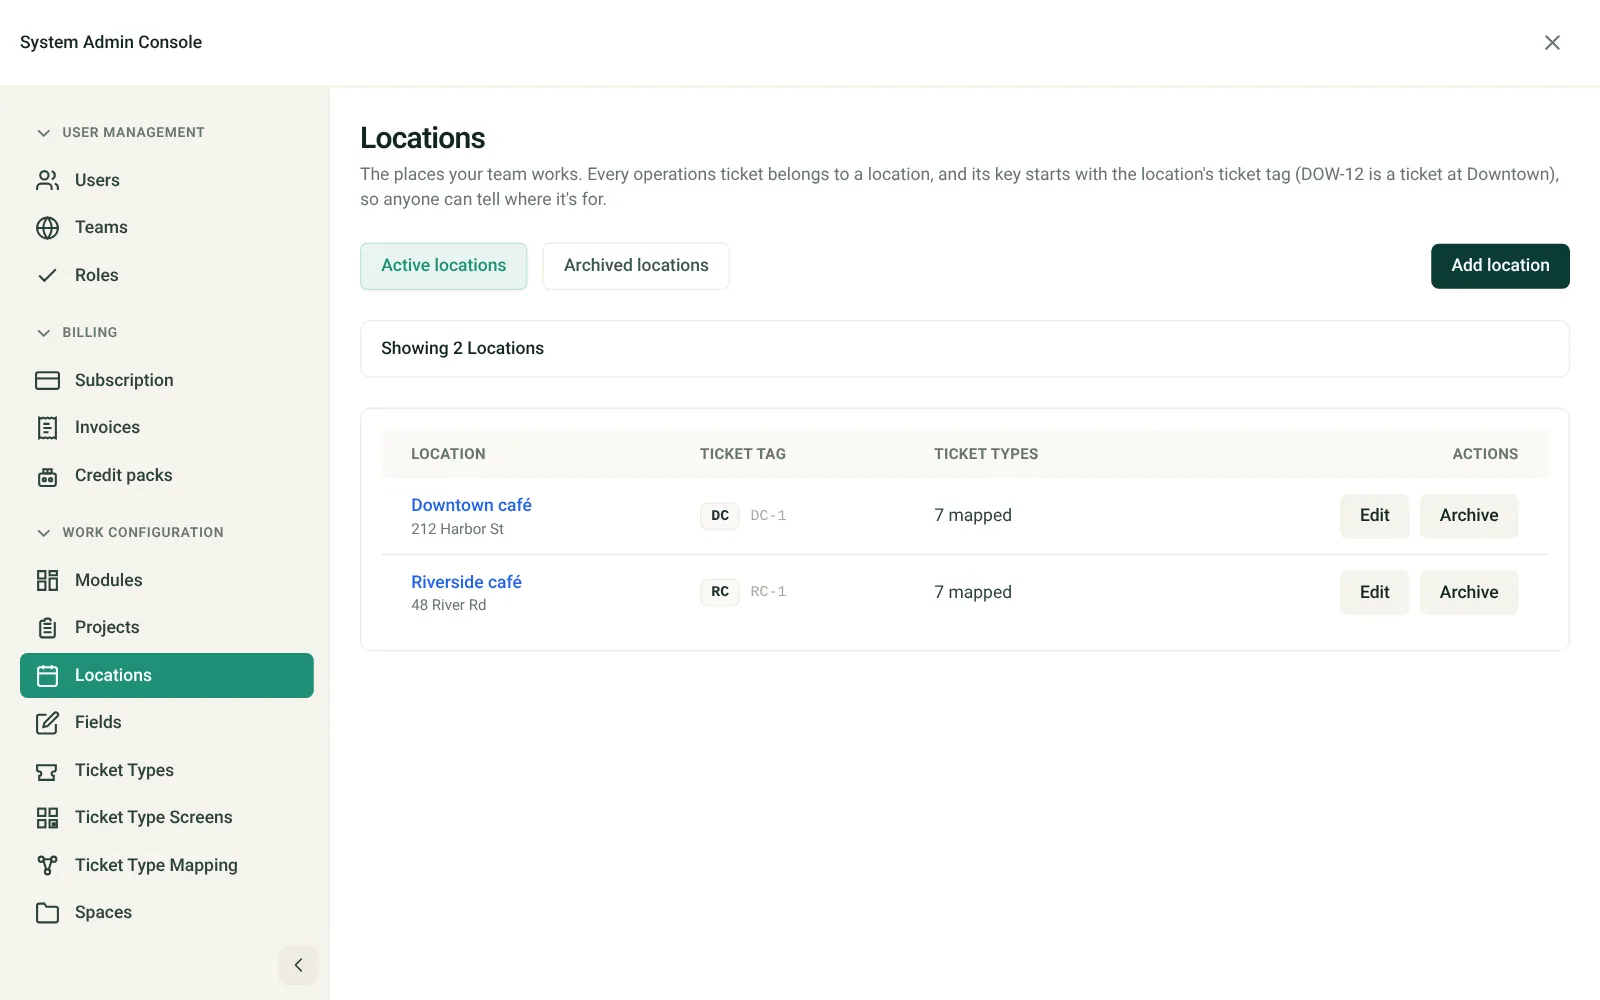 System Admin Console
USER MANAGEMENT
Users
Teams
Roles
BILLING
Subscription
Invoices
Credit packs
WORK CONFIGURATION
Modules
Projects
Locations
Fields
Ticket Types
Ticket Type Screens
Ticket Type Mapping
Spaces
Locations
The places your team works. Every operations ticket belongs to a location, and its key starts with the location's ticket tag (DOW-12 is a ticket at Downtown),
so anyone can tell where it's for.
Active locations
Archived locations
Add location
Showing 2 Locations
LOCATION TICKET TAG TICKET TYPES ACTIONS
Downtown café
212 Harbor St
DC DC-1 7 mapped Edit Archive
Riverside café
48 River Rd
RC RC-1 7 mapped Edit Archive